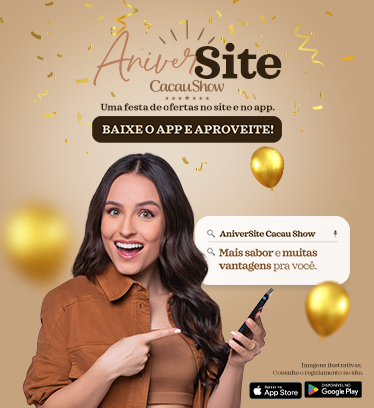 AniverSite
CacauShow
Uma festa de ofertas no site e no app.
BAIXE O APP E APROVEITE!
AniverSite Cacau Show
Mais sabor e muitas
vantagens pra você.
Imagens ilustrativas.
Consulte o regulamento no site.
Baixar na
App Store
DISPONÍVEL NO
Google Play